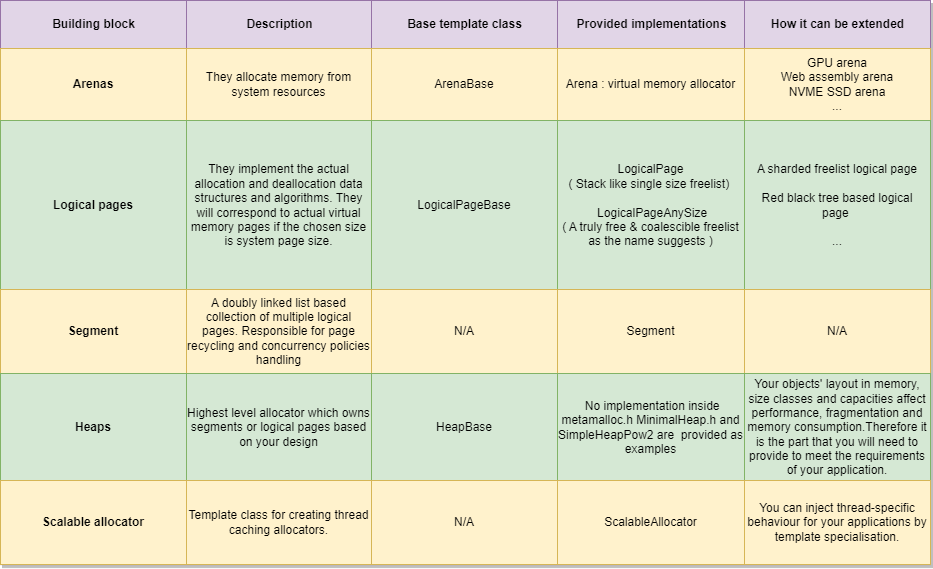 Building block
Description
Base template class
Provided implementations
How it can be extended
Arenas
They allocate memory from
system resources
ArenaBase
Arena : virtual memory allocator
GPU arena
Web assembly arena
NVME SSD arena
...
Logical pages
They implement the actual
allocation and deallocation data
structures and algorithms. They
will correspond to actual virtual
memory pages if the chosen size
is system page size.
LogicalPageBase
LogicalPage
( Stack like single size freelist)
LogicalPageAnySize
( A truly free & coalescible freelist
as the name suggests )
A sharded freelist logical page
Red black tree based logical
page
...
Segment
A doubly linked list based
collection of multiple logical
pages. Responsible for page
recycling and concurrency policies
handling
N/A
Segment
N/A
Heaps
Highest level allocator which owns
segments or logical pages based
on your design
HeapBase
No implementation inside
metamalloc.h MinimalHeap.h and
SimpleHeapPow2 are provided as
examples
Your objects' layout in memory,
size classes and capacities affect
performance, fragmentation and
memory consumption.Therefore it
is the part that you will need to
provide to meet the requirements
of your application.
Scalable allocator
Template class for creating thread
caching allocators.
N/A
ScalableAllocator
You can inject thread-specific
behaviour for your applications by
template specialisation.